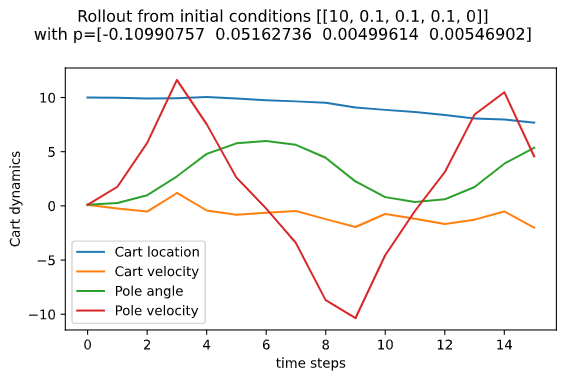 Rollout from initial conditions [[10, 0.1, 0.1, 0.1, 0]]
with p=[-0.10990757 0.05162736 0.00499614 0.00546902]
10
5
0
−5
−10
Cart dynamics
Cart location
Cart velocity
Pole angle
Pole velocity
0 2 4 6 8 10 12 14
time steps